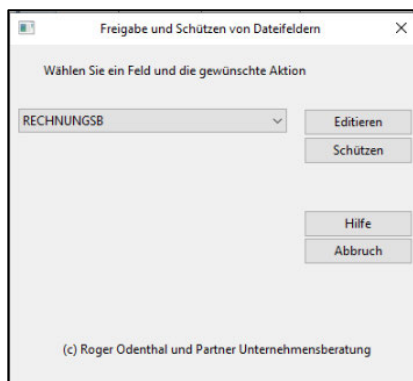 Freigabe und Schützen von Dateifeldern
Wählen Sie ein Feld und die gewünschte Aktion
RECHNUNGSB
Editieren
Schützen
Hilfe
Abbruch
(c) Roger Odenthal und Partner Unternehmensberatung